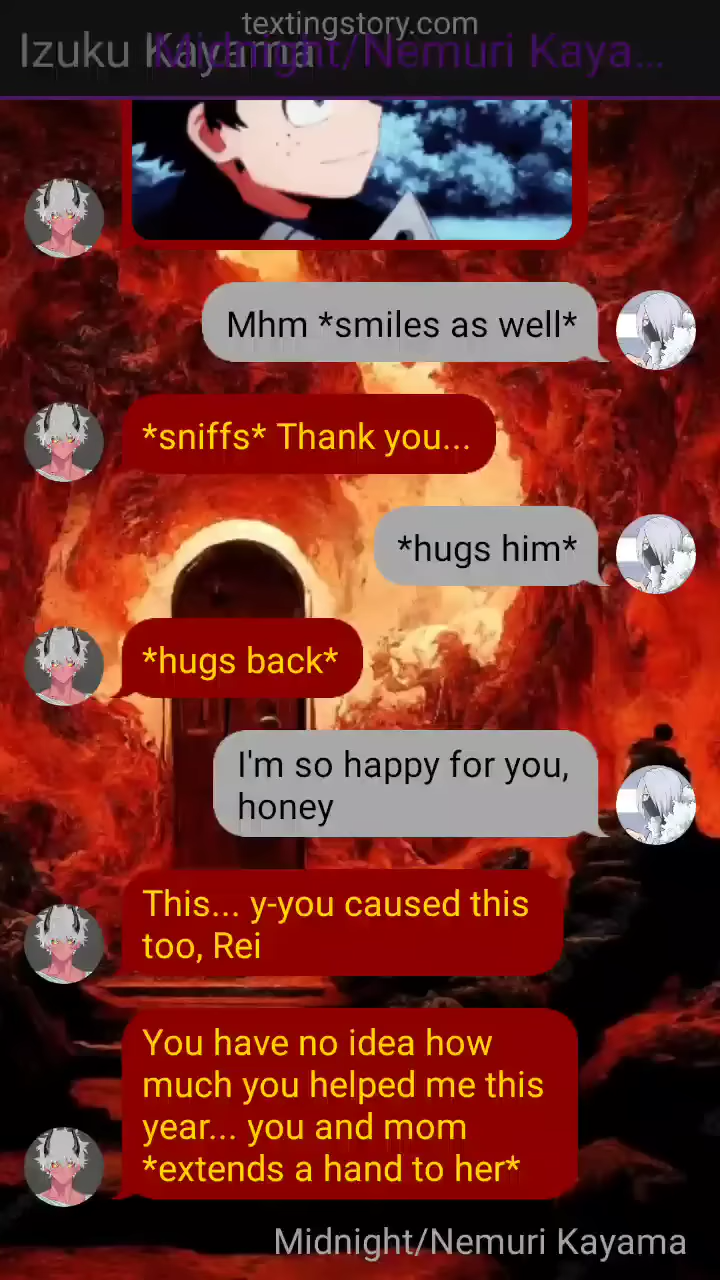 textingstory.com
Izuku Kayama
Midnight/Nemuri Kaya...
Mhm *smiles as well*
*sniffs* Thank you...
*hugs him*
*hugs back*
I'm so happy for you,
honey
This... y-you caused this
too, Rei
You have no idea how
much you helped me this
year... you and mom
*extends a hand to her*
Midnight/Nemuri Kayama